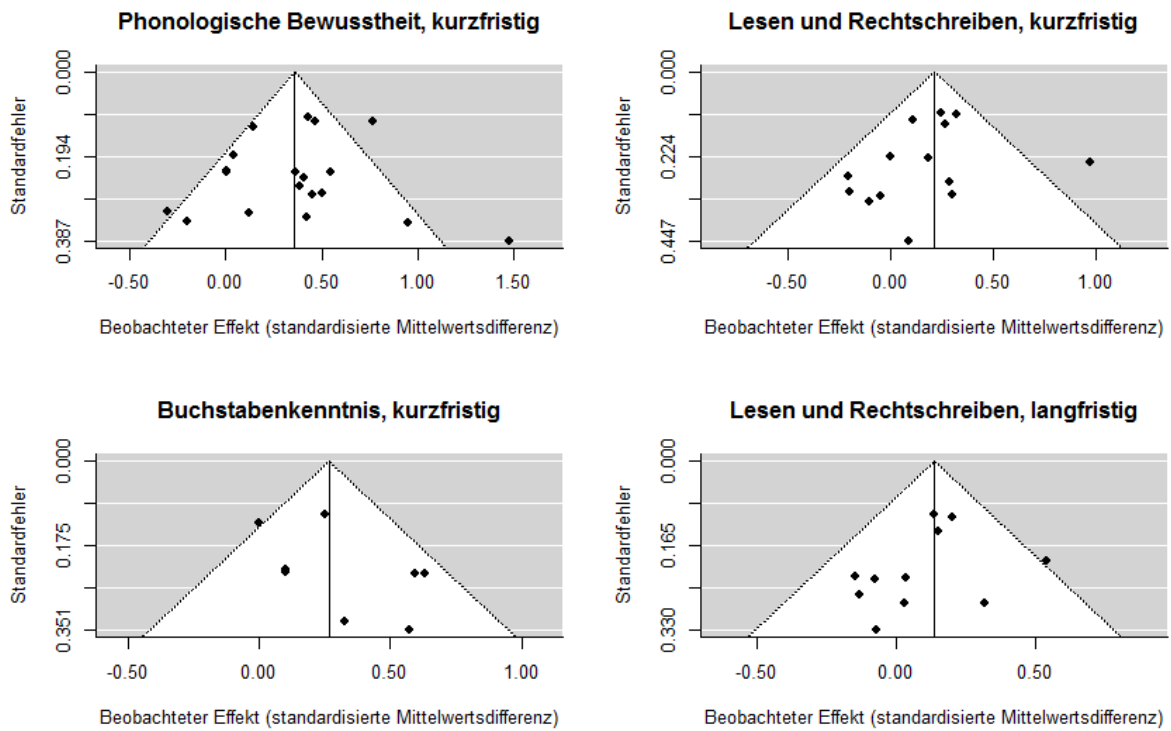 Phonologische Bewusstheit, kurzfristig
Standardfehler
0.000
0.194
0.387
-0.50 0.00 0.50 1.00 1.50
Beobachteter Effekt (standardisierte Mittelwertsdifferenz)
Lesen und Rechtschreiben, kurzfristig
Standardfehler
0.000
0.224
0.447
-0.50 0.00 0.50 1.00
Beobachteter Effekt (standardisierte Mittelwertsdifferenz)
Buchstabenkenntnis, kurzfristig
Standardfehler
0.000
0.175
0.351
-0.50 0.00 0.50 1.00
Beobachteter Effekt (standardisierte Mittelwertsdifferenz)
Lesen und Rechtschreiben, langfristig
Standardfehler
0.000
0.165
0.330
-0.50 0.00 0.50
Beobachteter Effekt (standardisierte Mittelwertsdifferenz)